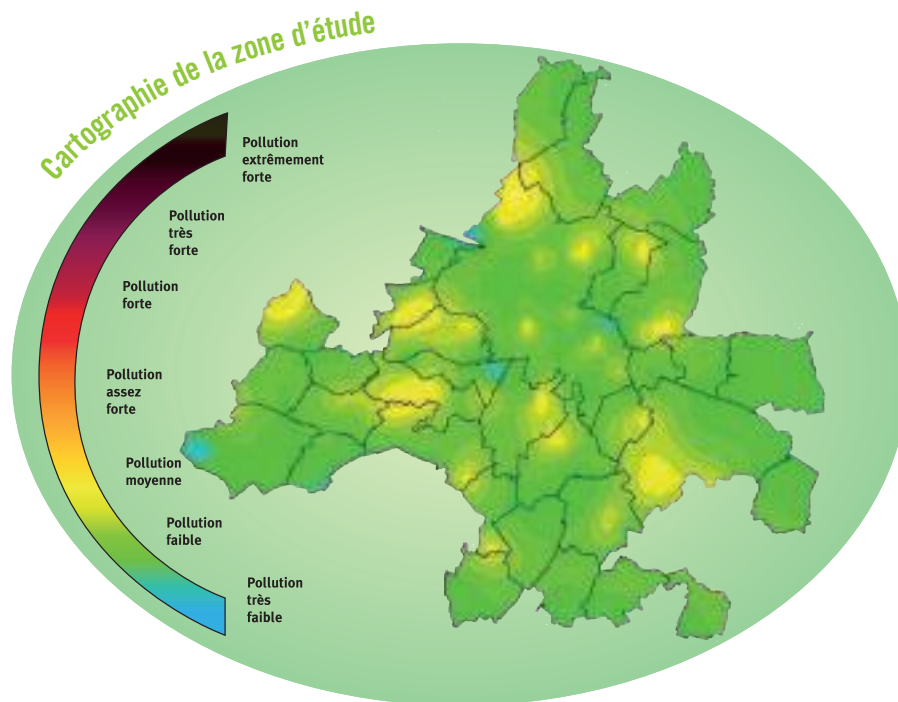 Cartographie de la zone d'étude
Pollution
extrêmement
forte
Pollution
très
forte
Pollution
forte
Pollution
assez
forte
Pollution
moyenne
Pollution
faible
Pollution
très
faible